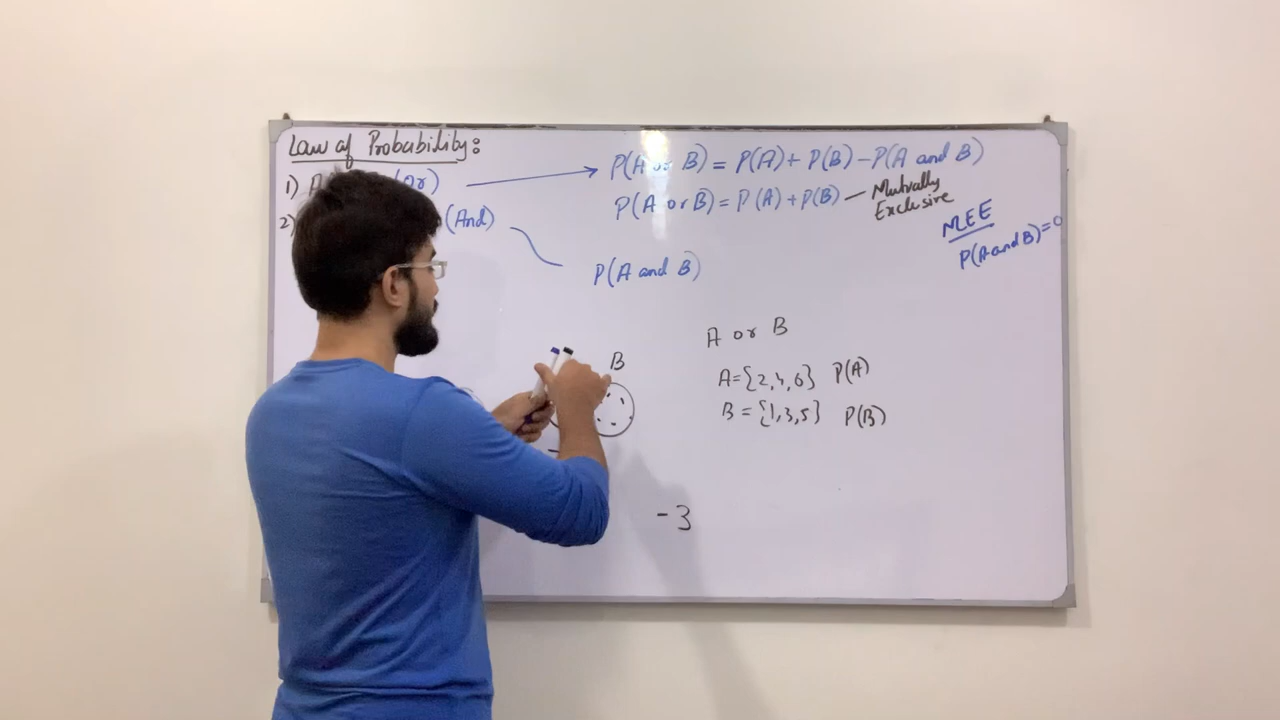 Law of Probability:
1) (Or)
P(A or B) = P(A) + P(B) - P(A and B)
P(A or B) = P(A) + P(B) — Mutually
Exclusive
2) (And)
P(A and B)
MEE
P(A and B) = 0
A or B
A = {2,4,6} P(A)
B = {1,3,5} P(B)
B
-3